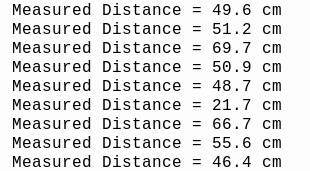 Measured Distance = 49.6 cm
Measured Distance = 51.2 cm
Measured Distance = 69.7 cm
Measured Distance = 50.9 cm
Measured Distance = 48.7 cm
Measured Distance = 21.7 cm
Measured Distance = 66.7 cm
Measured Distance = 55.6 cm
Measured Distance = 46.4 cm